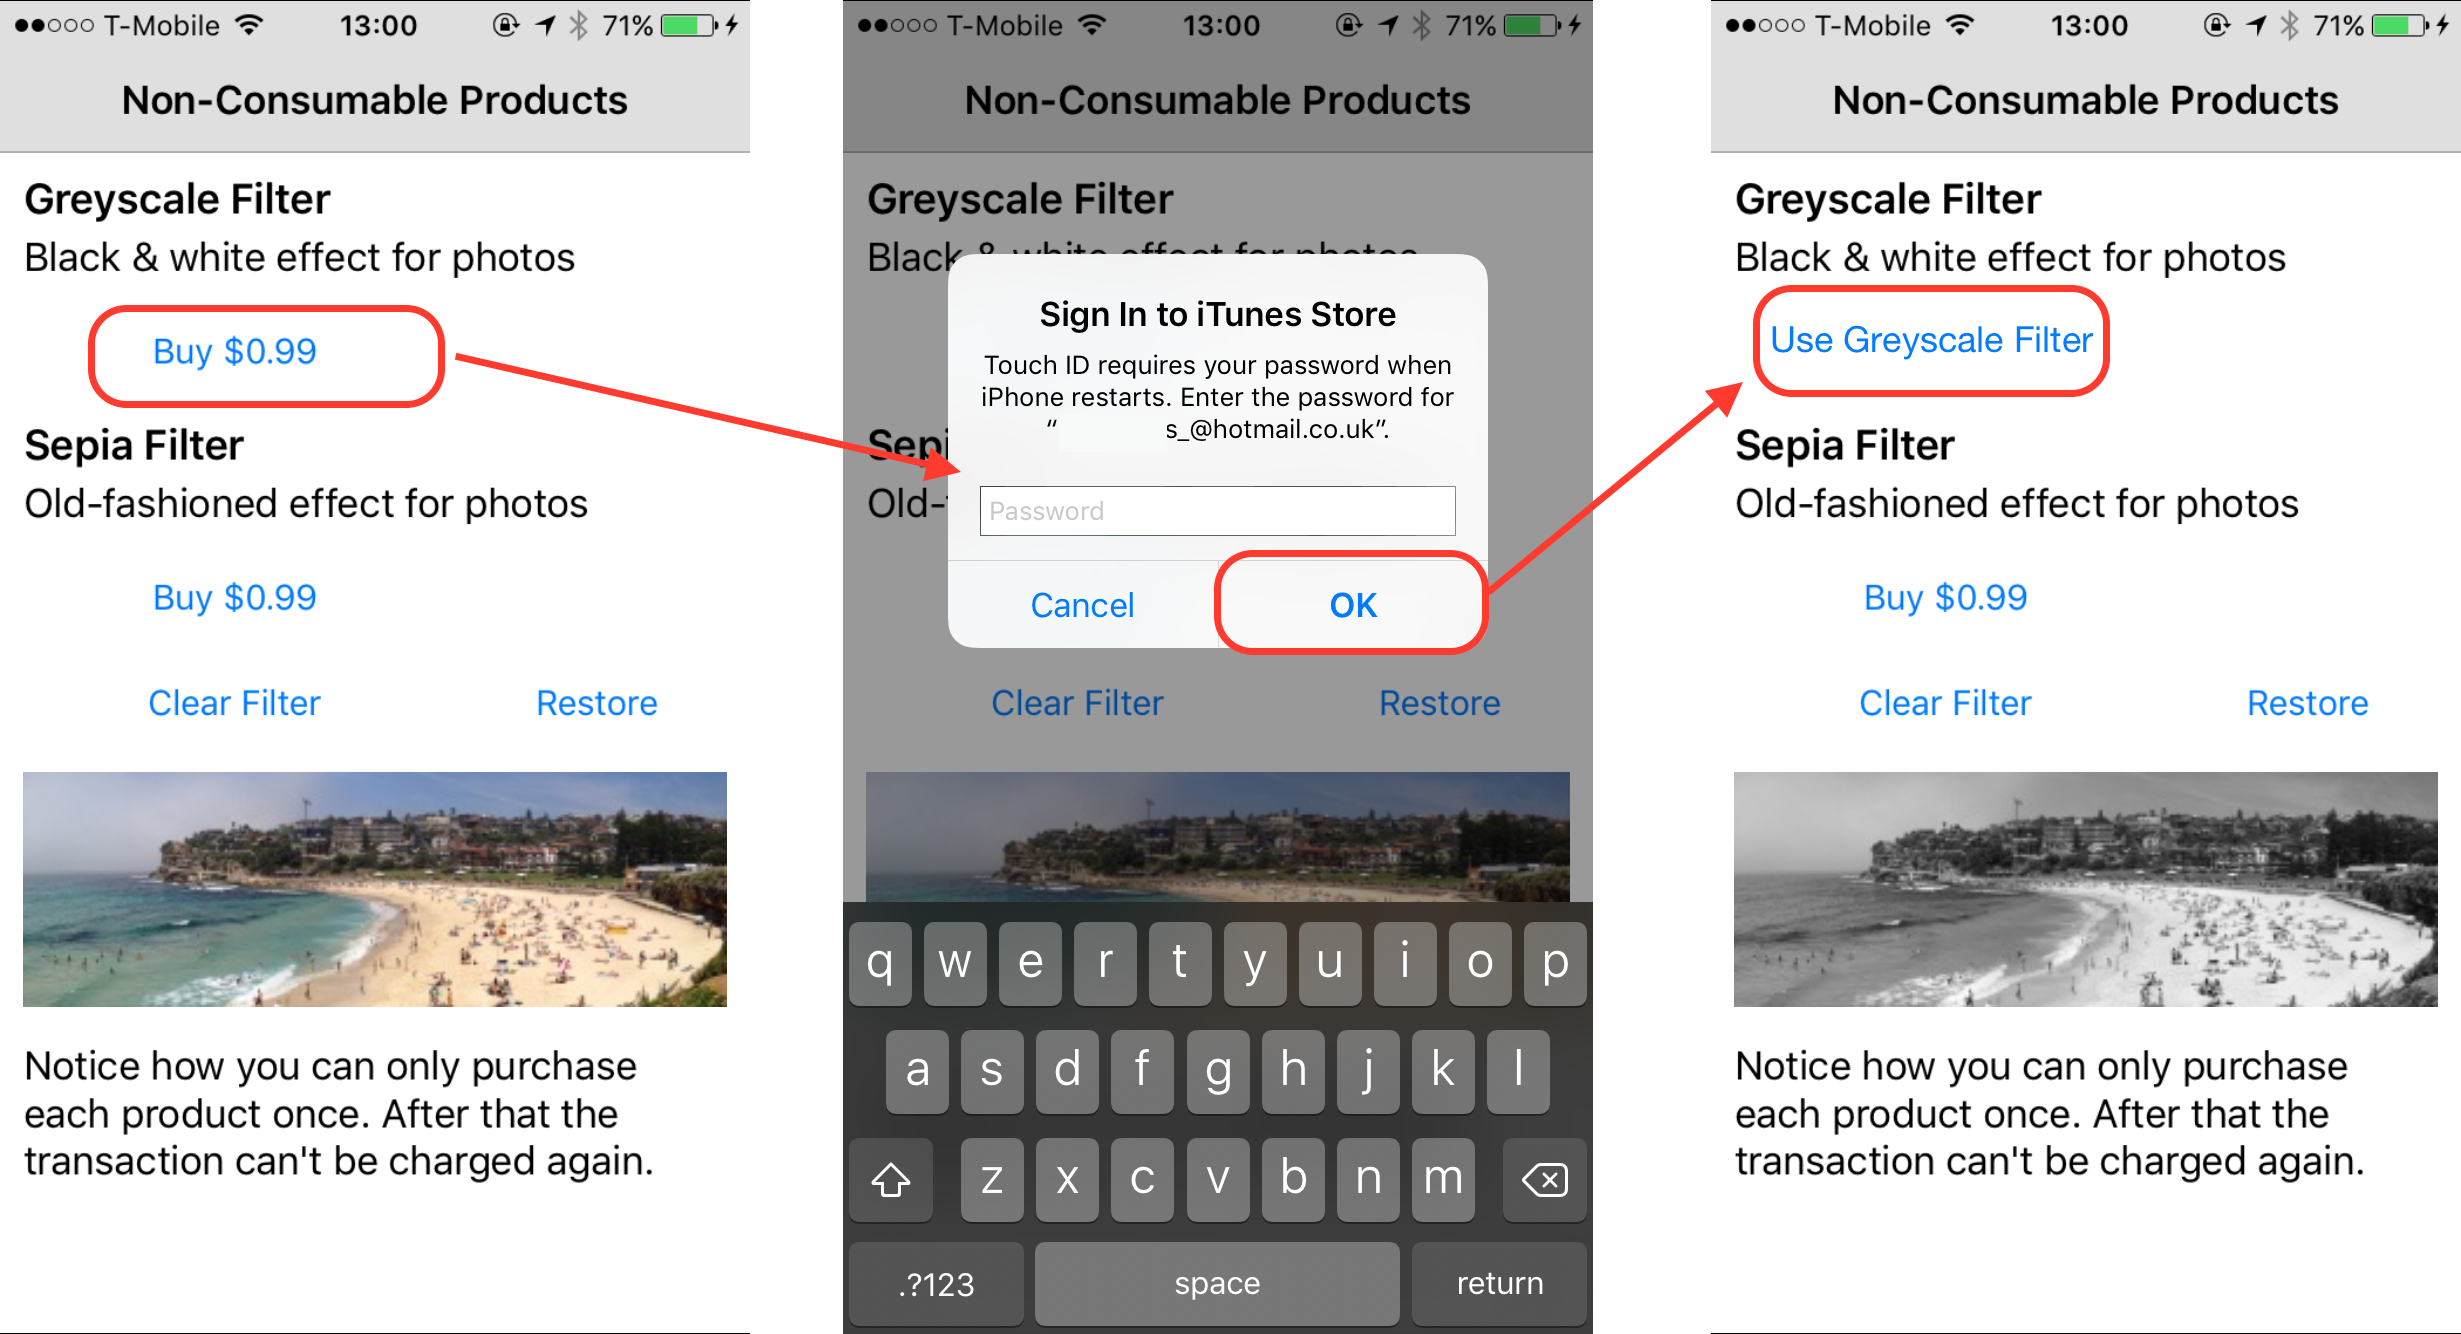 T-Mobile 13:00 71%
Non-Consumable Products
Greyscale Filter
Black & white effect for photos
Buy $0.99
Sepia Filter
Old-fashioned effect for photos
Buy $0.99
Clear Filter Restore
Notice how you can only purchase
each product once. After that the
transaction can't be charged again.
T-Mobile 13:00 71%
Non-Consumable Products
Greyscale Filter
Black & white effect for photos
Sign In to iTunes Store
Touch ID requires your password when
iPhone restarts. Enter the password for
“ s_@hotmail.co.uk”.
Sepi
Old-
Password
Cancel OK
Clear Filter Restore
q w e r t y u i o p
a s d f g h j k l
z x c v b n m
.?123 space return
T-Mobile 13:00 71%
Non-Consumable Products
Greyscale Filter
Black & white effect for photos
Use Greyscale Filter
Sepia Filter
Old-fashioned effect for photos
Buy $0.99
Clear Filter Restore
Notice how you can only purchase
each product once. After that the
transaction can't be charged again.